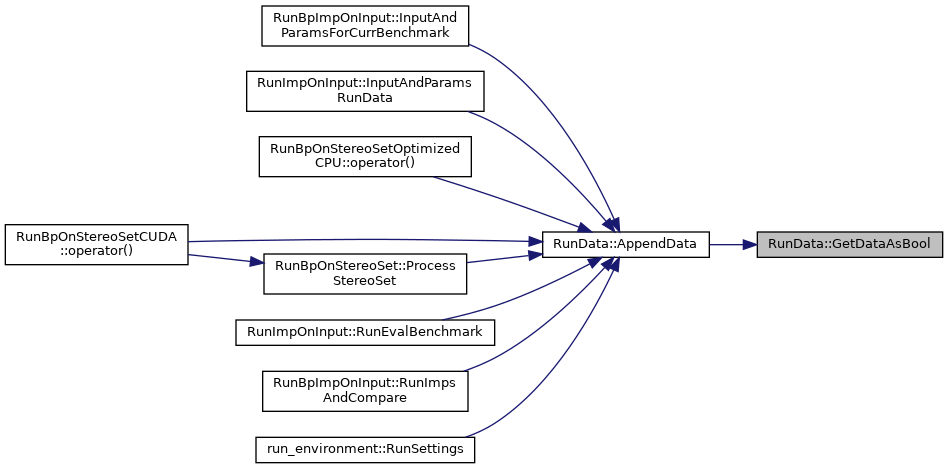 RunBpImpOnInput::InputAnd
ParamsForCurrBenchmark
RunImpOnInput::InputAndParams
RunData
RunBpOnStereoSetOptimized
CPU::operator()
RunBpOnStereoSetCUDA
::operator()
RunBpOnStereoSet::Process
StereoSet
RunData::AppendData
RunData::GetDataAsBool
RunImpOnInput::RunEvalBenchmark
RunBpImpOnInput::RunImps
AndCompare
run_environment::RunSettings